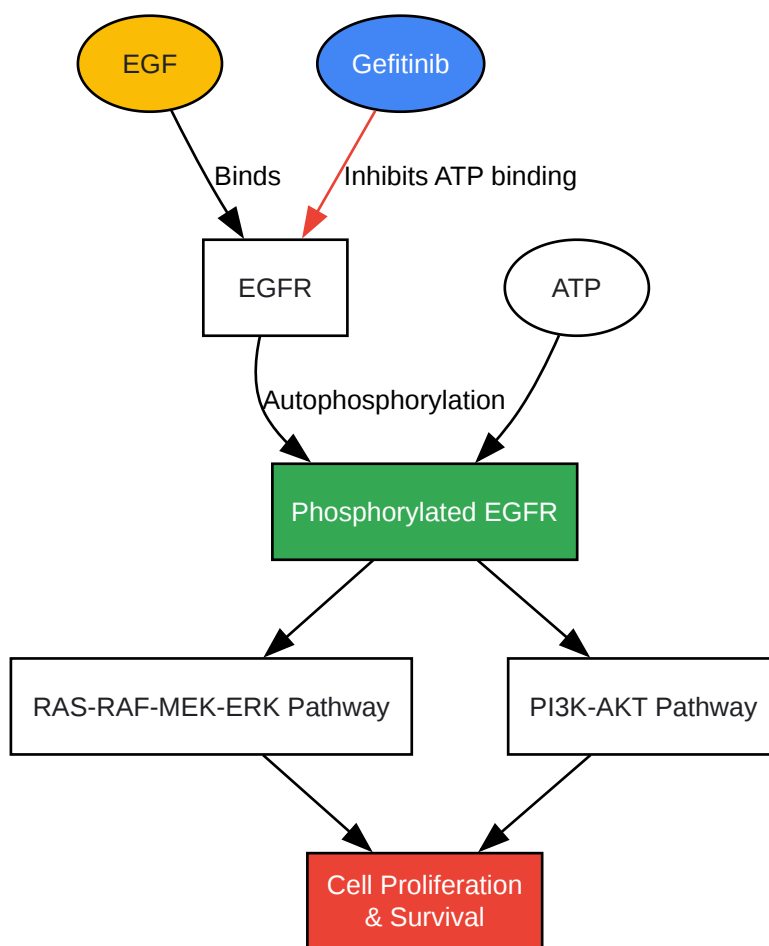 EGF
Gefitinib
Binds
Inhibits ATP binding
EGFR
ATP
Autophosphorylation
Phosphorylated EGFR
RAS-RAF-MEK-ERK Pathway
PI3K-AKT Pathway
Cell Proliferation
& Survival